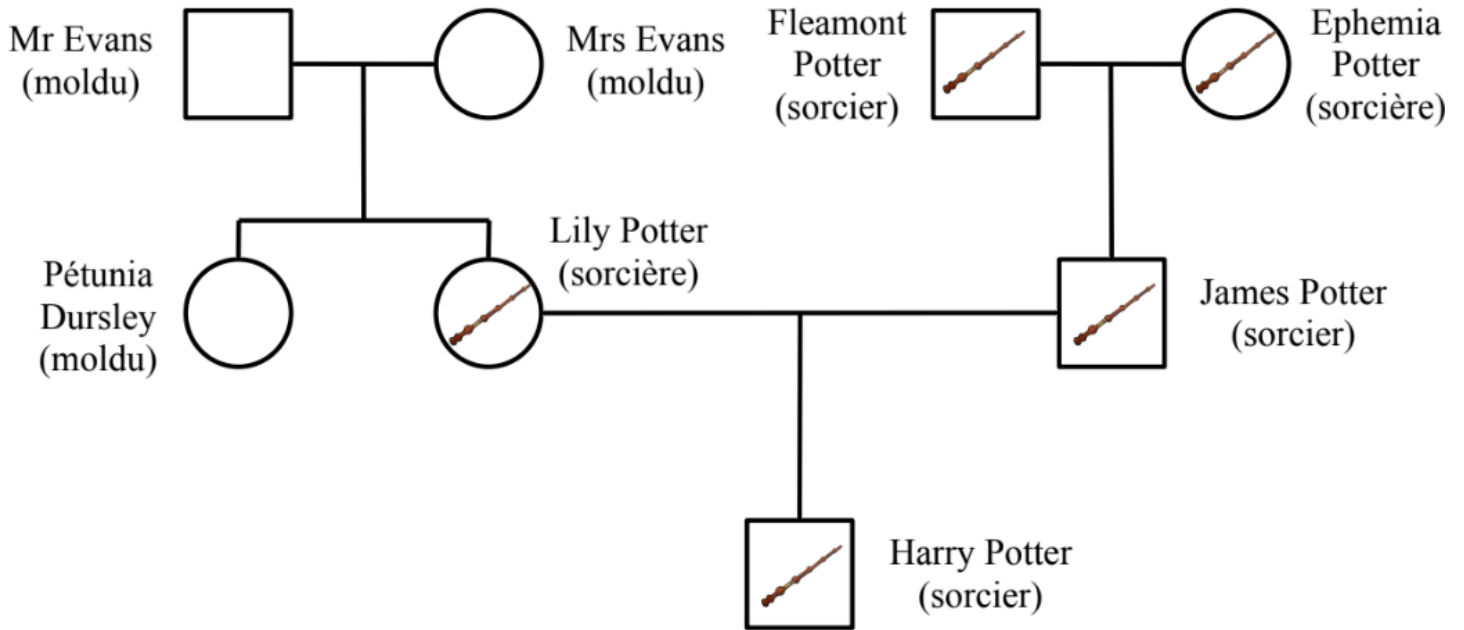 Mr Evans
(moldu)
Mrs Evans
(moldu)
Fleamont
Potter
(sorcier)
Ephemia
Potter
(sorcière)
Pétunia
Dursley
(moldu)
Lily Potter
(sorcière)
James Potter
(sorcier)
Harry Potter
(sorcier)